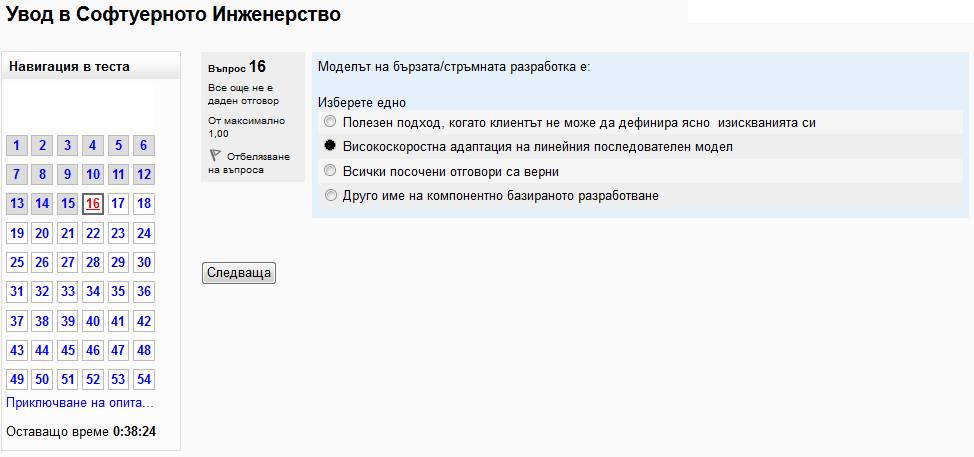 Увод в Софтуерното Инженерство
Навигация в теста
1 2 3 4 5 6
7 8 9 10 11 12
13 14 15 16 17 18
19 20 21 22 23 24
25 26 27 28 29 30
31 32 33 34 35 36
37 38 39 40 41 42
43 44 45 46 47 48
49 50 51 52 53 54
Приключване на опита...
Оставащо време 0:38:24
Въпрос 16
Все още не е
даден отговор
От максимално
1,00
Отбелязване
на въпроса
Моделът на бързата/стръмната разработка е:
Изберете едно
Полезен подход, когато клиентът не може да дефинира ясно изискванията си
Високоскоростна адаптация на линейния последователен модел
Всички посочени отговори са верни
Друго име на компонентно базираното разработване
Следваща